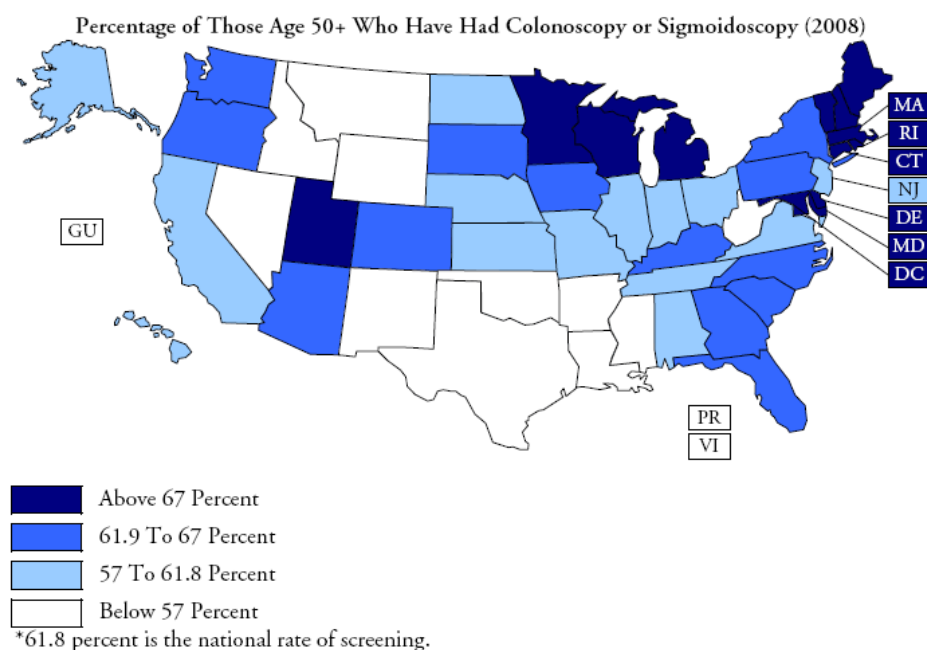 Percentage of Those Age 50+ Who Have Had Colonoscopy or Sigmoidoscopy (2008)
MA
RI
CT
NJ
DE
MD
DC
GU
PR
VI
Above 67 Percent
61.9 To 67 Percent
57 To 61.8 Percent
Below 57 Percent
*61.8 percent is the national rate of screening.